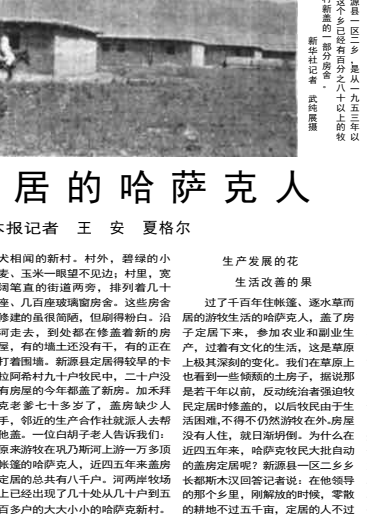 源县一区二乡，是从一九五三年以
这个乡已经有百分之八十以上的牧
村新盖的一部分房舍。
新华社记者 武纯展摄
居的哈萨克人
本报记者 王 安 夏格尔
犬相闻的新村。村外，碧绿的小
麦、玉米一眼望不见边；村里，宽
阔笔直的街道两旁，排列着几十
座、几百座玻璃窗房舍。这些房舍
修建的虽很简陋，但刷得粉白。沿
河走去，到处都在修盖着新的房
屋，有的墙土还没有干，有的正在
打着围墙。新源县定居得较早的卡
拉阿希村九十户牧民中，二十户没
有房屋的今年都盖了新房。加禾拜
克老爹七十多岁了，盖房缺少人
手，邻近的生产合作社就派人去帮
他盖。一位白胡子老人告诉我们：
原来游牧在巩乃斯河上游一万多顶
帐篷的哈萨克人，近四五年来盖房
定居的总共有八千户。河两岸牧场
上已经出现了几十处从几十户到五
百多户的大大小小的哈萨克新村。
生产发展的花
生活改善的果
过了千百年住帐篷、逐水草而
居的游牧生活的哈萨克人，盖了房
子定居下来，参加农业和副业生
产，过着有文化的生活，这是草原
上极其深刻的变化。我们在草原上
也看到一些倾颓的土房子，据说那
是若干年以前，反动统治者强迫牧
民定居时修盖的，以后牧民由于生
活困难，不得不仍然游牧在外，房屋
没有人住，就日渐坍倒。为什么在
近四五年来，哈萨克牧民大批自动
的盖房定居呢？新源县一区二乡乡
长都斯木汉回答记者说：在他领导
的那个乡里，刚解放的时候，零散
的耕地不过五千亩，定居的人不过